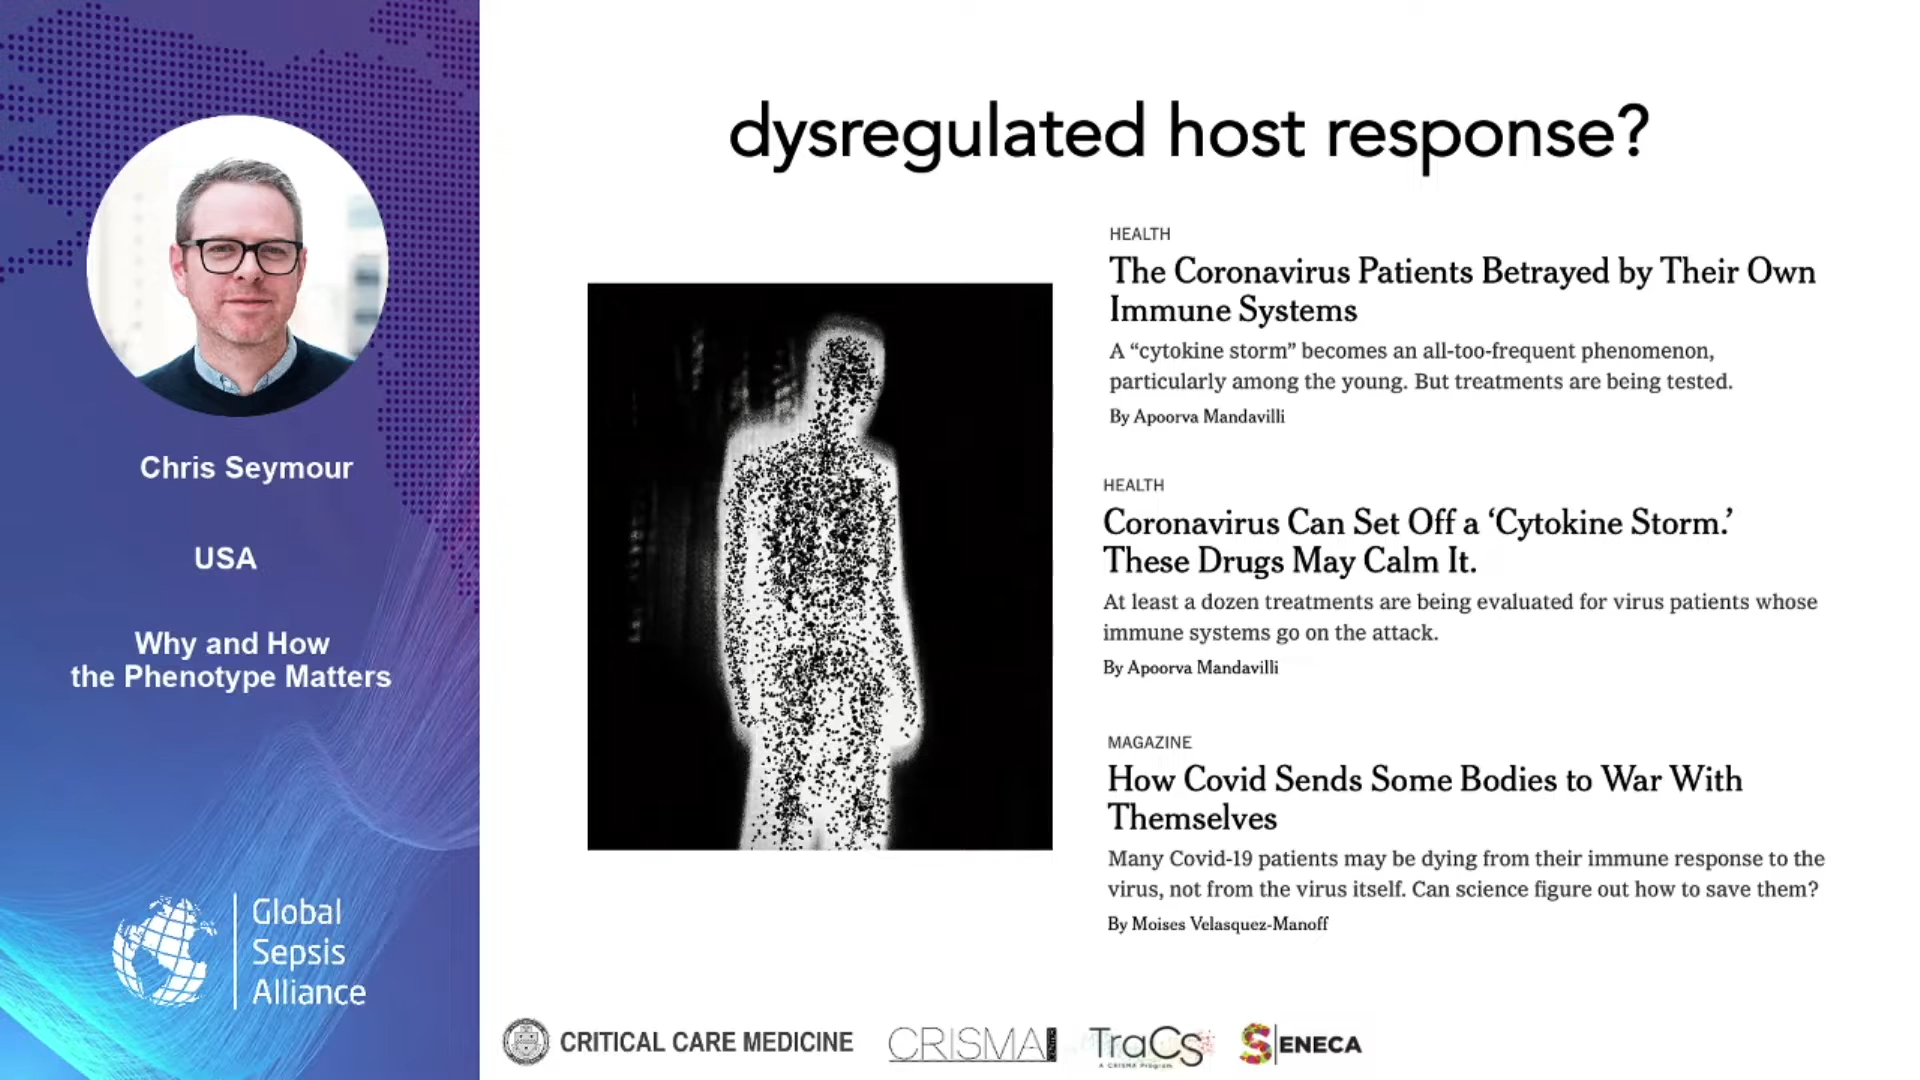 Chris Seymour
USA
Why and How
the Phenotype Matters
Global
Sepsis
Alliance
dysregulated host response?
HEALTH
The Coronavirus Patients Betrayed by Their Own
Immune Systems
A “cytokine storm” becomes an all-too-frequent phenomenon,
particularly among the young. But treatments are being tested.
By Apoorva Mandavilli
HEALTH
Coronavirus Can Set Off a ‘Cytokine Storm.’
These Drugs May Calm It.
At least a dozen treatments are being evaluated for virus patients whose
immune systems go on the attack.
By Apoorva Mandavilli
MAGAZINE
How Covid Sends Some Bodies to War With
Themselves
Many Covid-19 patients may be dying from their immune response to the
virus, not from the virus itself. Can science figure out how to save them?
By Moises Velasquez-Manoff
CRITICAL CARE MEDICINE
CRISMA
TraCs
A CRISMA Program
SENECA